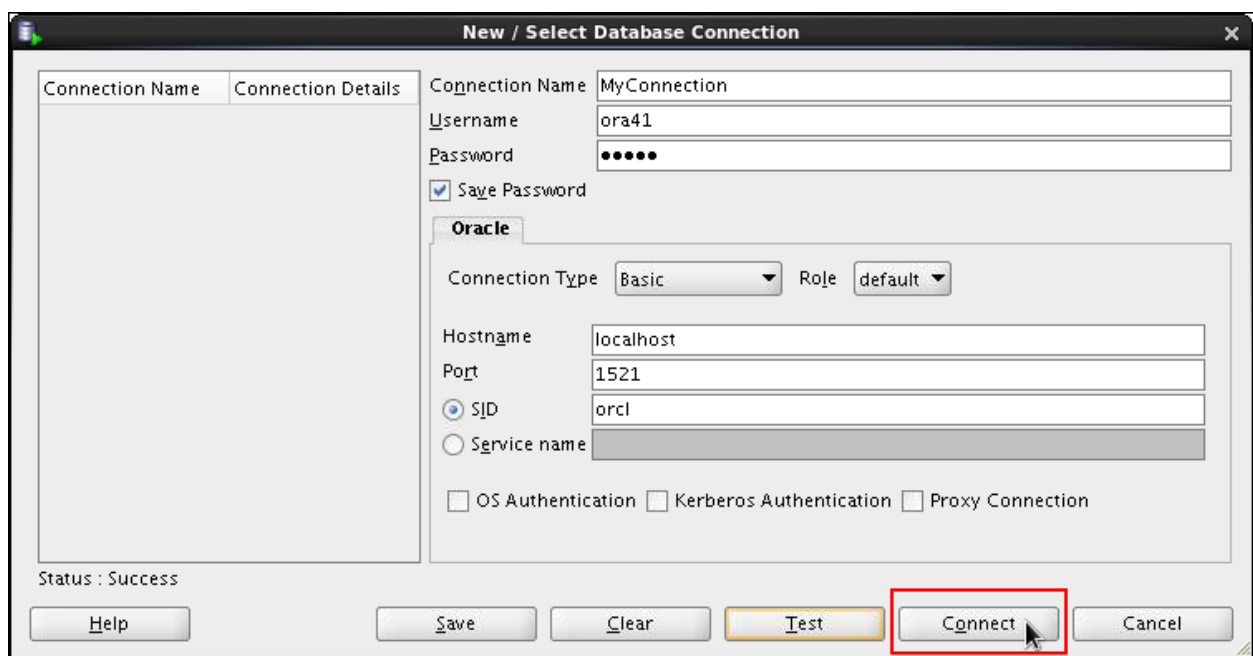 New / Select Database Connection
Connection Name Connection Details
Connection Name MyConnection
Username ora41
Password •••••
Save Password
Oracle
Connection Type Basic Role default
Hostname localhost
Port 1521
SID orcl
Service name
OS Authentication Kerberos Authentication Proxy Connection
Status : Success
Help Save Clear Test Connect Cancel